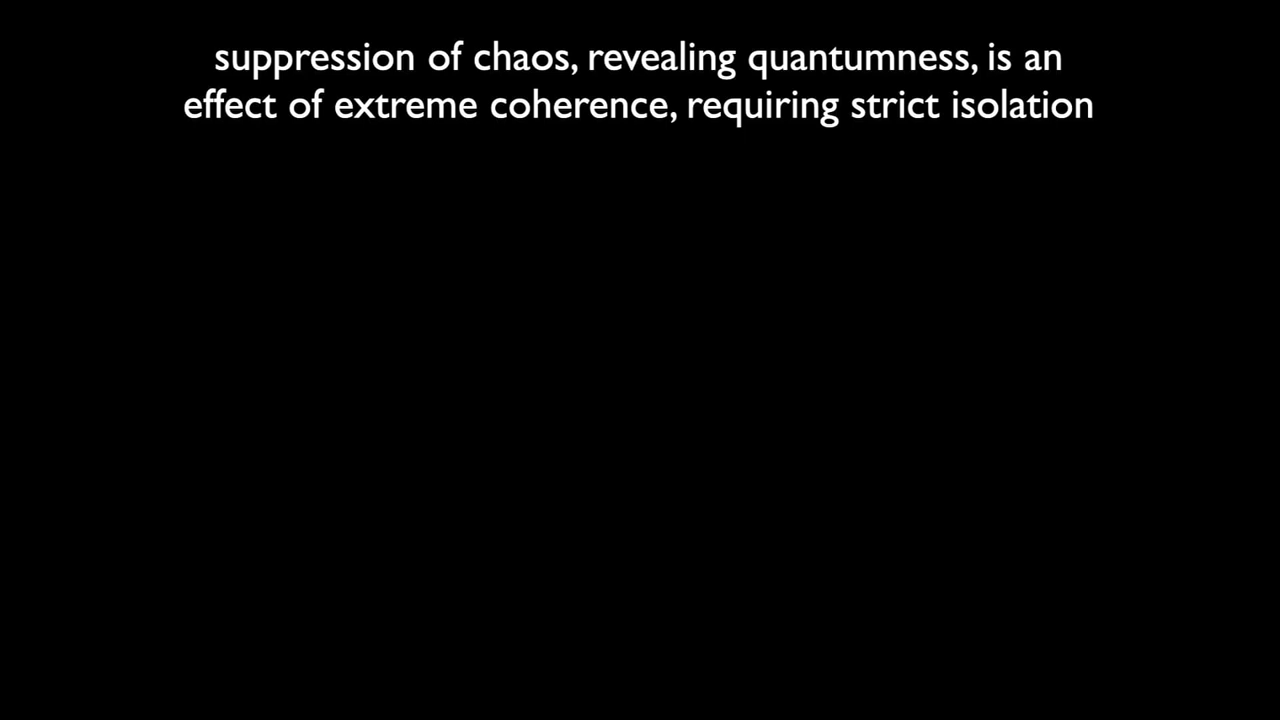 suppression of chaos, revealing quantumness, is an
effect of extreme coherence, requiring strict isolation